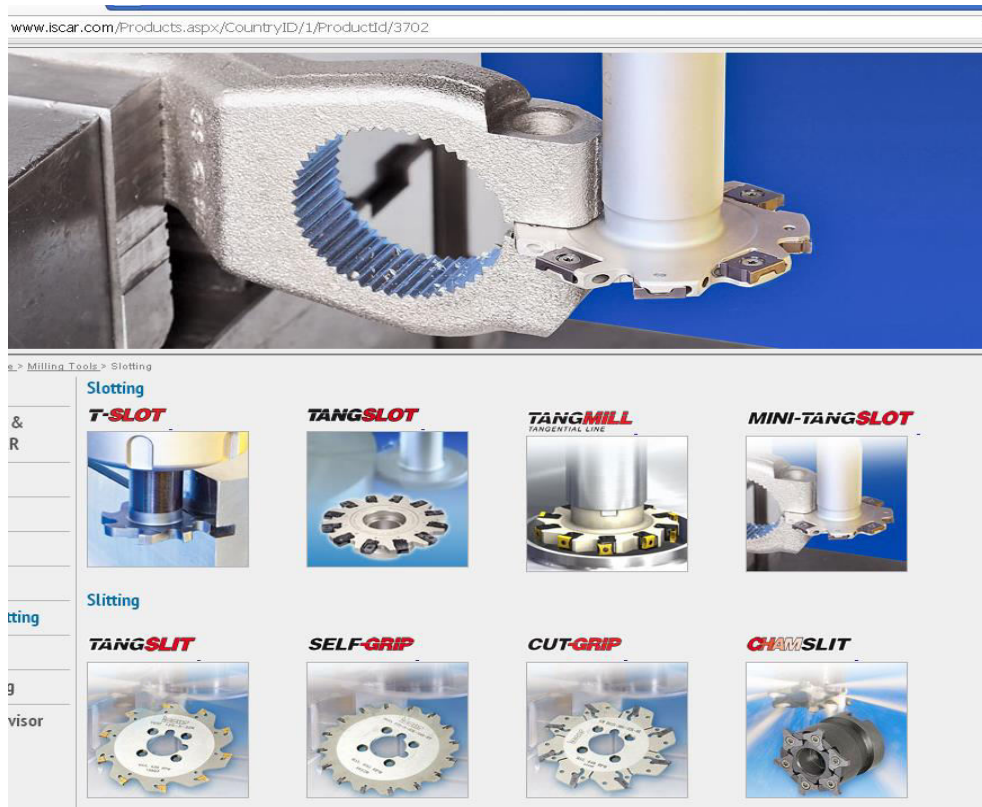 www.iscar.com/Products.aspx/CountryID/1/ProductId/3702
e > Milling Tools > Slotting
Slotting
T-SLOT TANGSLOT TANGMILL MINI-TANGSLOT
TANGENTIAL LINE
&
R
Slitting
tting
TANGSLIT SELF-GRIP CUT-GRIP CHAMSLIT
g
visor